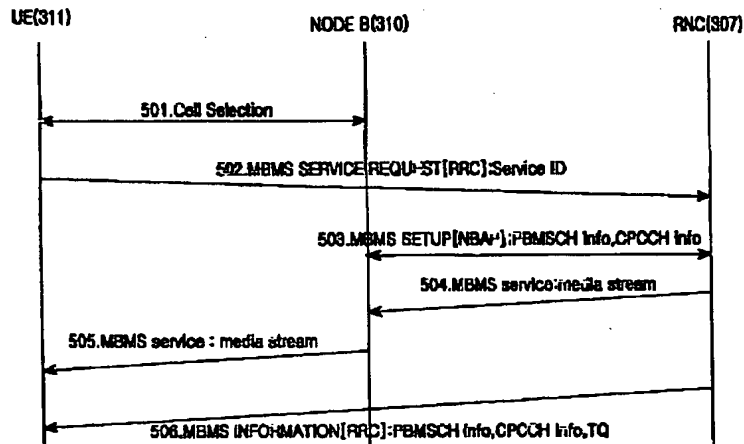 UE(311)
NODE B(310)
RNC(307)
501.Cell Selection
502.MBMS SERVICE REQUEST[RRC]:Service ID
503.MBMS SETUP[NBAP]:PBMSCH Info,CPCCH Info
504.MBMS service:media stream
505.MBMS service : media stream
506.MBMS INFORMATION[RRC]:PBMSCH Info,CPCCH Info,TQ